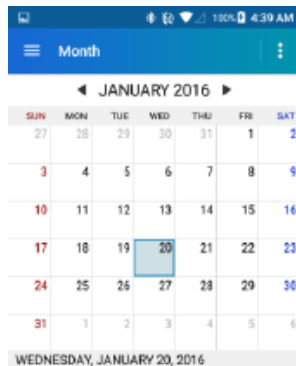 100% 4:39 AM
Month
JANUARY 2016
SUN MON TUE WED THU FRI SAT
27 28 29 30 31 1 2
3 4 5 6 7 8 9
10 11 12 13 14 15 16
17 18 19 20 21 22 23
24 25 26 27 28 29 30
31 1 2 3 4 5 6
WEDNESDAY, JANUARY 20, 2016